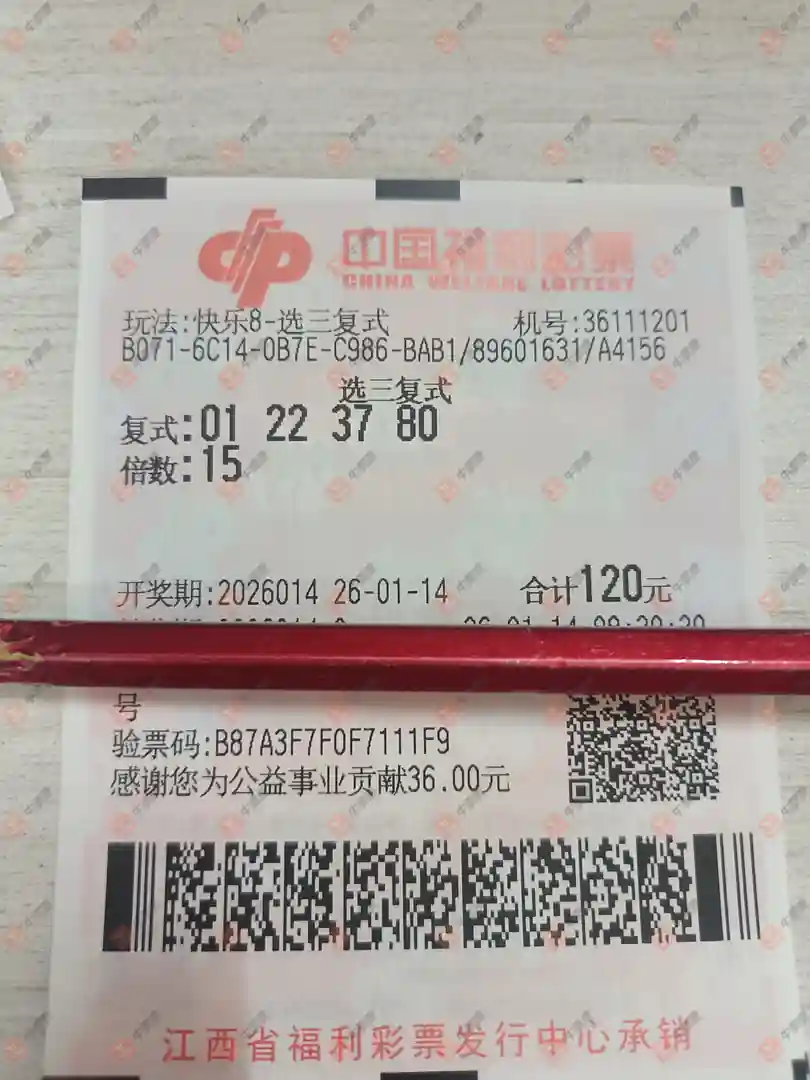 中国福利彩票
CHINA WELFARE LOTTERY
玩法:快乐8-选三复式 机号:36111201
B071-6C14-0B7E-C986-BAB1/89601631/A4156
选三复式
复式:01 22 37 80
倍数:15
开奖期:2026014 26-01-14 合计120元
号
验票码:B87A3F7F0F7111F9
感谢您为公益事业贡献36.00元
江西省福利彩票发行中心承销